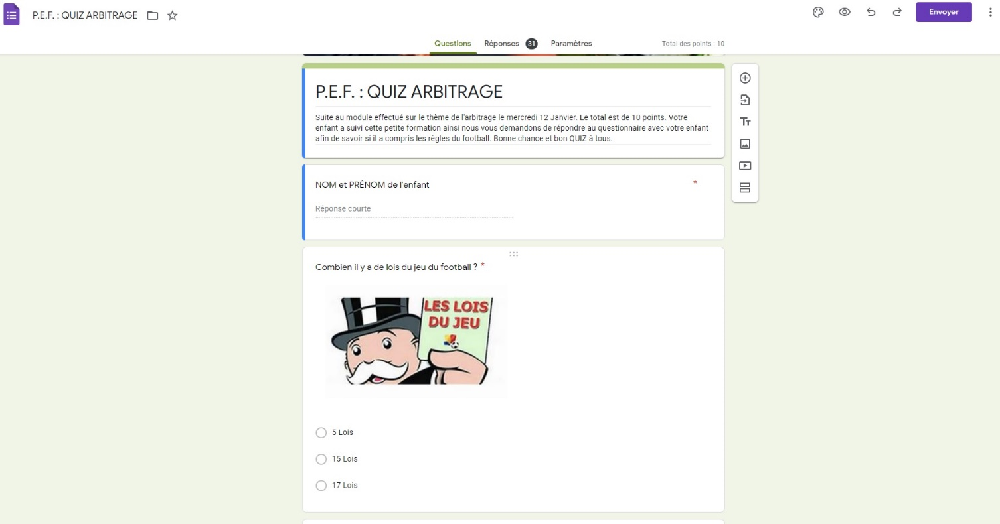 P.E.F. : QUIZ ARBITRAGE
Envoyer
Questions Réponses 31 Paramètres Total des points : 10
P.E.F. : QUIZ ARBITRAGE
Suite au module effectué sur le thème de l'arbitrage le mercredi 12 Janvier. Le total est de 10 points. Votre
enfant a suivi cette petite formation ainsi nous vous demandons de répondre au questionnaire avec votre enfant
afin de savoir si il a compris les règles du football. Bonne chance et bon QUIZ à tous.
NOM et PRÉNOM de l'enfant *
Réponse courte
Combien il y a de lois du jeu du football ? *
LES LOIS
DU JEU
5 Lois
15 Lois
17 Lois